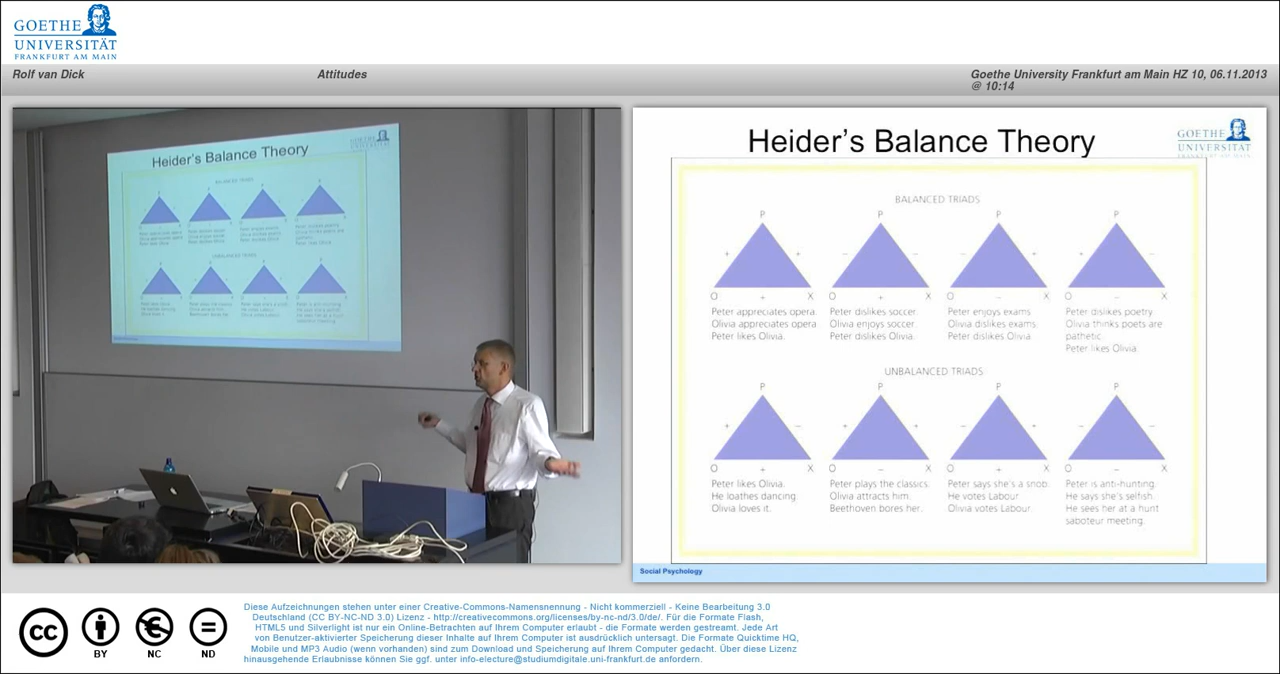 GOETHE
UNIVERSITÄT
FRANKFURT AM MAIN
Rolf van Dick
Attitudes
Goethe University Frankfurt am Main HZ 10, 06.11.2013
@ 10:14
Heider's Balance Theory
BALANCED TRIADS
UNBALANCED TRIADS
Heider's Balance Theory
GOETHE
UNIVERSITÄT
FRANKFURT AM MAIN
BALANCED TRIADS
P P P P
+ + - - - + + -
O + X O + X O - X O - X
Peter appreciates opera. Peter dislikes soccer. Peter enjoys exams Peter dislikes poetry.
Olivia appreciates opera Olivia enjoys soccer. Olivia dislikes exams Olivia thinks poets are
Peter likes Olivia. Peter dislikes Olivia. Peter dislikes Olivia pathetic
Peter likes Olivia.
UNBALANCED TRIADS
P P P P
+ - + + - + - -
O + X O - X O + X O - X
Peter likes Olivia. Peter plays the classics. Peter says she's a snob. Peter is anti-hunting.
He loathes dancing. Olivia attracts him. He votes Labour. He says she's selfish.
Olivia loves it. Beethoven bores her. Olivia votes Labour. He sees her at a hunt
saboteur meeting.
Social Psychology
cc
BY NC ND
Diese Aufzeichnungen stehen unter einer Creative-Commons-Namensnennung - Nicht kommerziell - Keine Bearbeitung 3.0
Deutschland (CC BY-NC-ND 3.0) Lizenz - http://creativecommons.org/licenses/by-nc-nd/3.0/de/. Für die Formate Flash,
HTML5 und Silverlight ist nur ein Online-Betrachten auf Ihrem Computer erlaubt - die Formate werden gestreamt. Jede Art
von Benutzer-aktivierter Speicherung dieser Inhalte auf Ihrem Computer ist ausdrücklich untersagt. Die Formate Quicktime HQ,
Mobile und MP3 Audio (wenn vorhanden) sind zum Download und Speicherung auf Ihrem Computer gedacht. Über diese Lizenz
hinausgehende Erlaubnisse können Sie ggf. unter info-electure@studiumdigitale.uni-frankfurt.de anfordern.